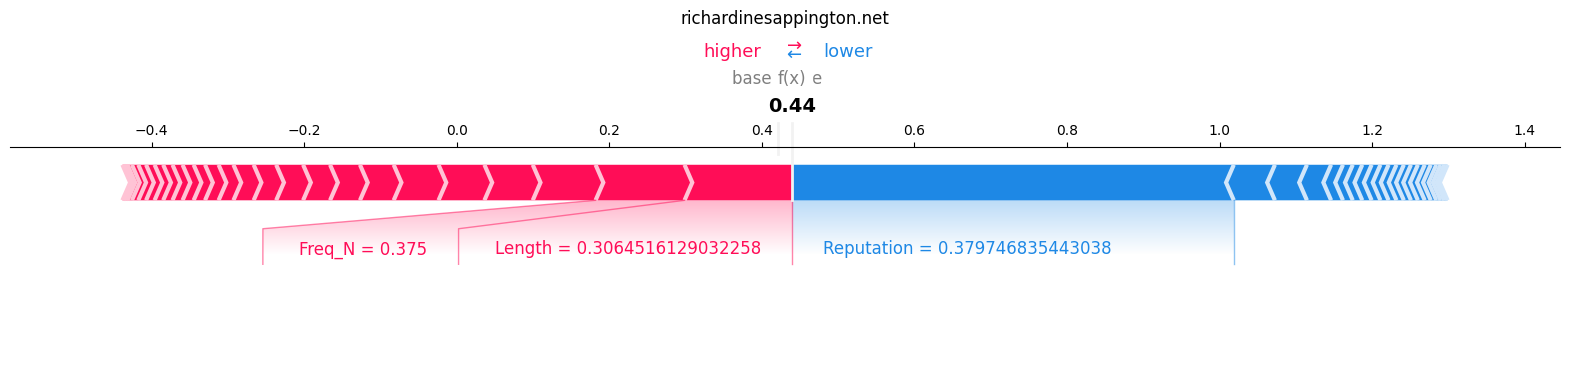 richardinesappington.net
higher ⇄ lower
base f(x) e
0.44
−0.4 −0.2 0.0 0.2 0.4 0.6 0.8 1.0 1.2 1.4
Freq_N = 0.375 Length = 0.3064516129032258 Reputation = 0.379746835443038